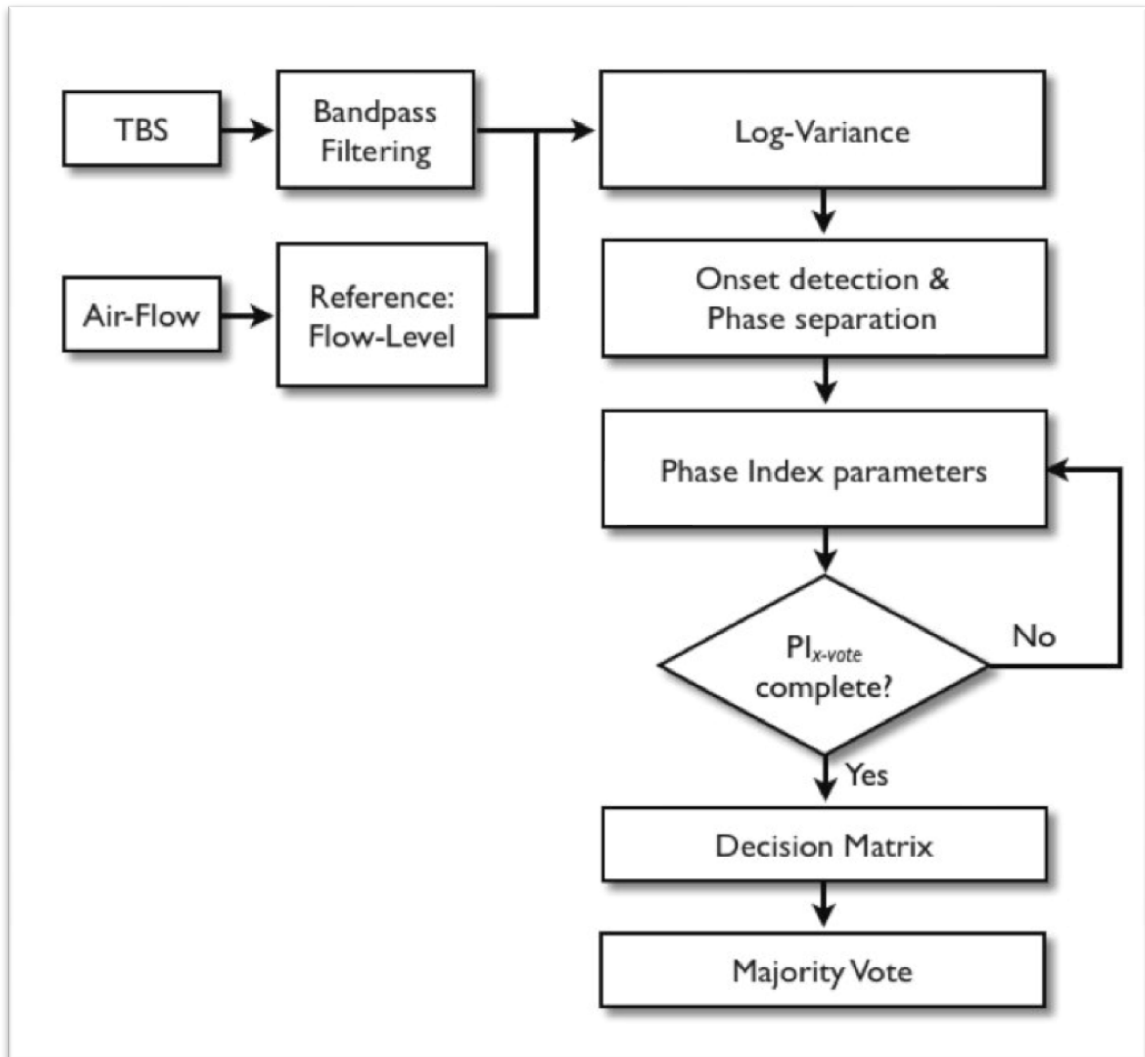 TBS
Bandpass
Filtering
Log-Variance
Air-Flow
Reference:
Flow-Level
Onset detection &
Phase separation
Phase Index parameters
PIx-vote
complete?
No
Yes
Decision Matrix
Majority Vote